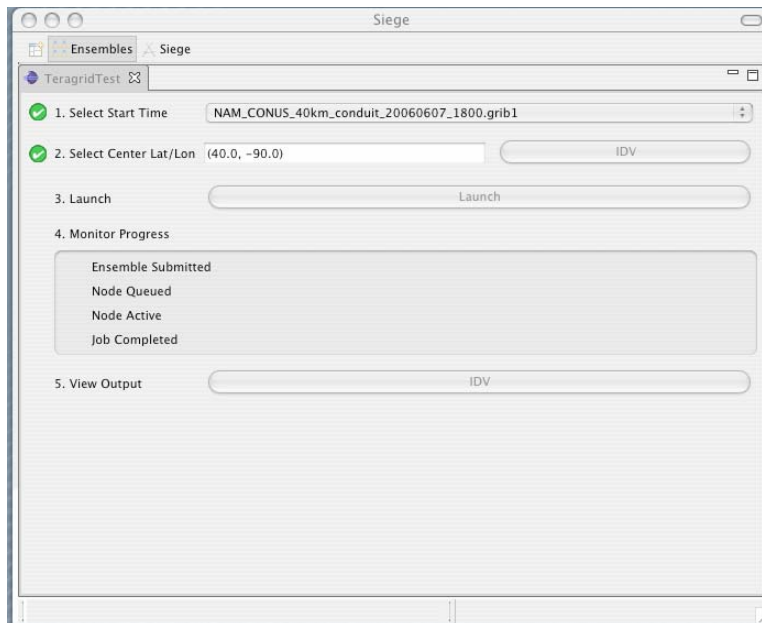 Siege
Ensembles Siege
TeragridTest
1. Select Start Time NAM_CONUS_40km_conduit_20060607_1800.grib1
2. Select Center Lat/Lon (40.0, -90.0) IDV
3. Launch Launch
4. Monitor Progress
Ensemble Submitted
Node Queued
Node Active
Job Completed
5. View Output IDV